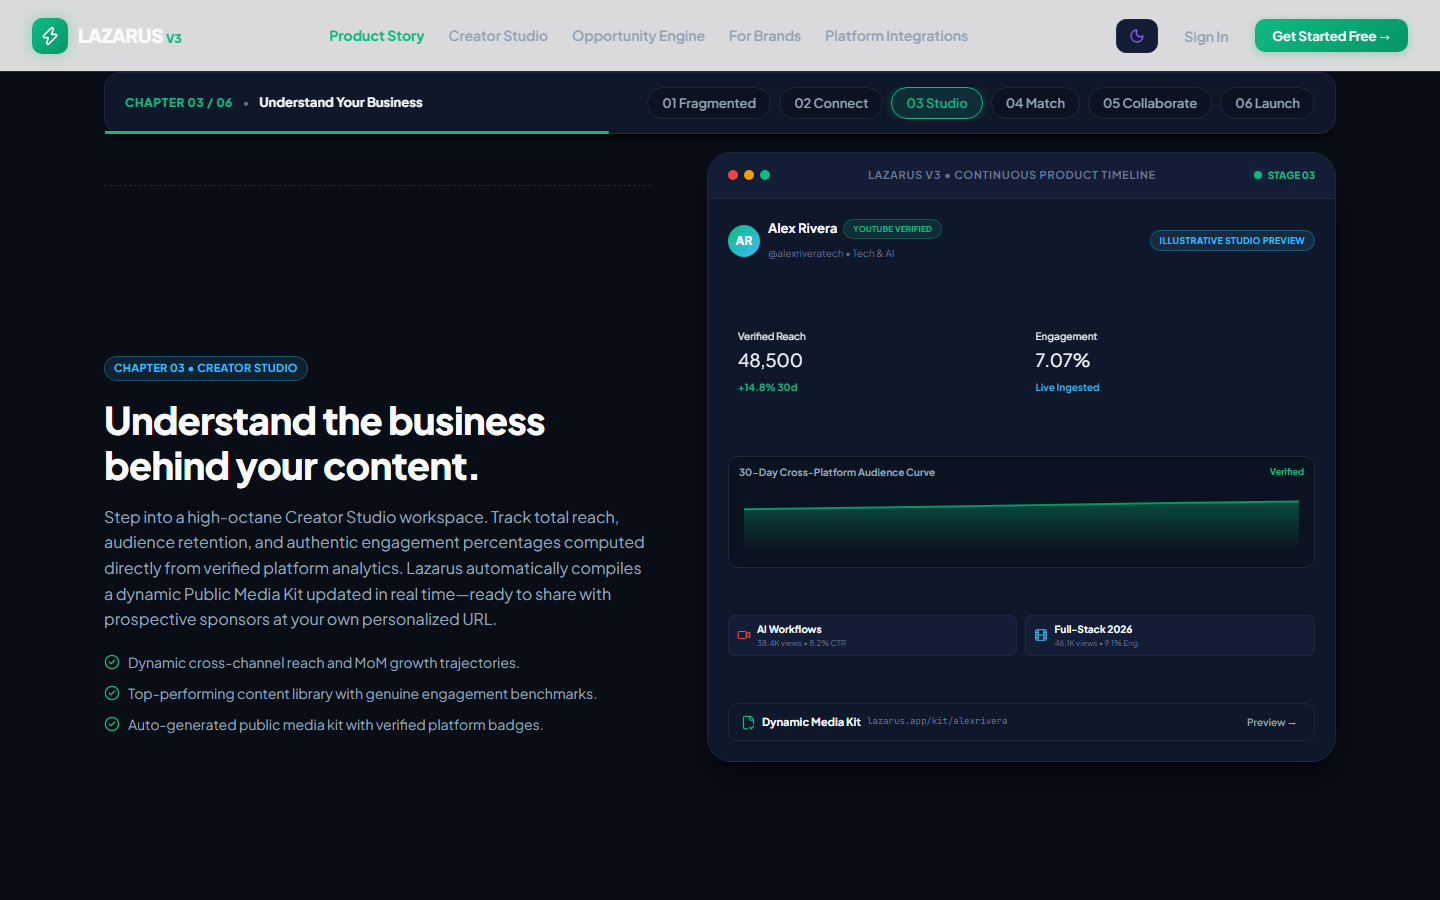 LAZARUS V3
Product Story
Creator Studio
Opportunity Engine
For Brands
Platform Integrations
Sign In
Get Started Free →
CHAPTER 03 / 06 • Understand Your Business
01 Fragmented
02 Connect
03 Studio
04 Match
05 Collaborate
06 Launch
CHAPTER 03 • CREATOR STUDIO
Understand the business
behind your content.
Step into a high-octane Creator Studio workspace. Track total reach,
audience retention, and authentic engagement percentages computed
directly from verified platform analytics. Lazarus automatically compiles
a dynamic Public Media Kit updated in real time—ready to share with
prospective sponsors at your own personalized URL.
Dynamic cross-channel reach and MoM growth trajectories.
Top-performing content library with genuine engagement benchmarks.
Auto-generated public media kit with verified platform badges.
LAZARUS V3 • CONTINUOUS PRODUCT TIMELINE
STAGE 03
AR
Alex Rivera
YOUTUBE VERIFIED
@alexriveratech • Tech & AI
ILLUSTRATIVE STUDIO PREVIEW
Verified Reach
48,500
+14.8% 30d
Engagement
7.07%
Live Ingested
30-Day Cross-Platform Audience Curve
Verified
AI Workflows
38.4K views • 8.2% CTR
Full-Stack 2026
46.1K views • 9.1% Eng
Dynamic Media Kit
lazarus.app/kit/alexrivera
Preview →